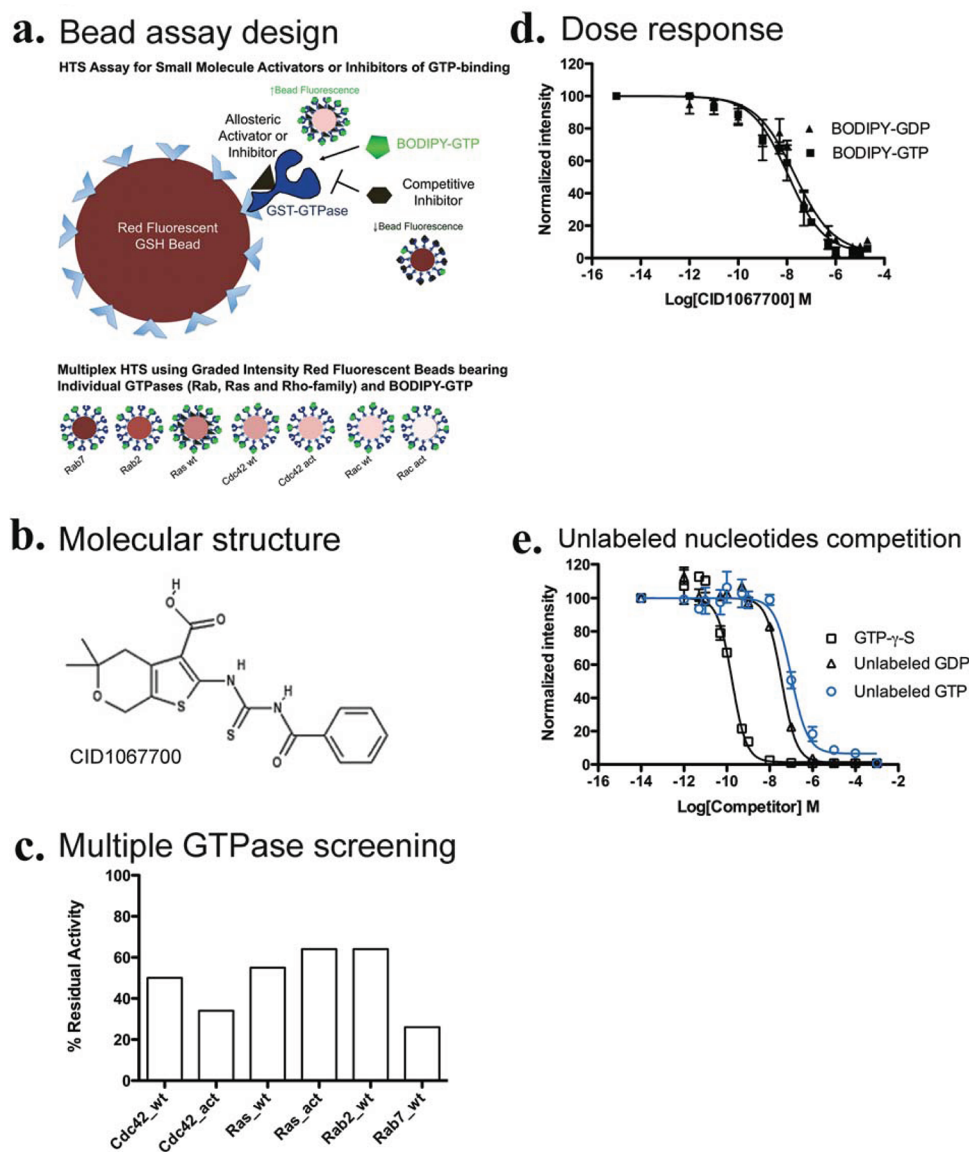 a. Bead assay design
HTS Assay for Small Molecule Activators or Inhibitors of GTP-binding
↑Bead Fluorescence
Allosteric
Activator or
Inhibitor
BODIPY-GTP
GST-GTPase
Competitive
Inhibitor
↓Bead Fluorescence
Red Fluorescent
GSH Bead
Multiplex HTS using Graded Intensity Red Fluorescent Beads bearing
Individual GTPases (Rab, Ras and Rho-family) and BODIPY-GTP
Rab7
Rab2
Ras wt
Cdc42 wt
Cdc42 act
Rac wt
Rac act
b. Molecular structure
H
O
O
H
N
H
N
O
S
S
O
CID1067700
c. Multiple GTPase screening
% Residual Activity
100
80
60
40
20
0
Cdc42_wt
Cdc42_act
Ras_wt
Ras_act
Rab2_wt
Rab7_wt
d. Dose response
Normalized intensity
120
100
80
60
40
20
0
BODIPY-GDP
BODIPY-GTP
-16 -14 -12 -10 -8 -6 -4
Log[CID1067700] M
e. Unlabeled nucleotides competition
Normalized intensity
120
100
80
60
40
20
0
GTP-γ-S
Unlabeled GDP
Unlabeled GTP
-16 -14 -12 -10 -8 -6 -4 -2
Log[Competitor] M